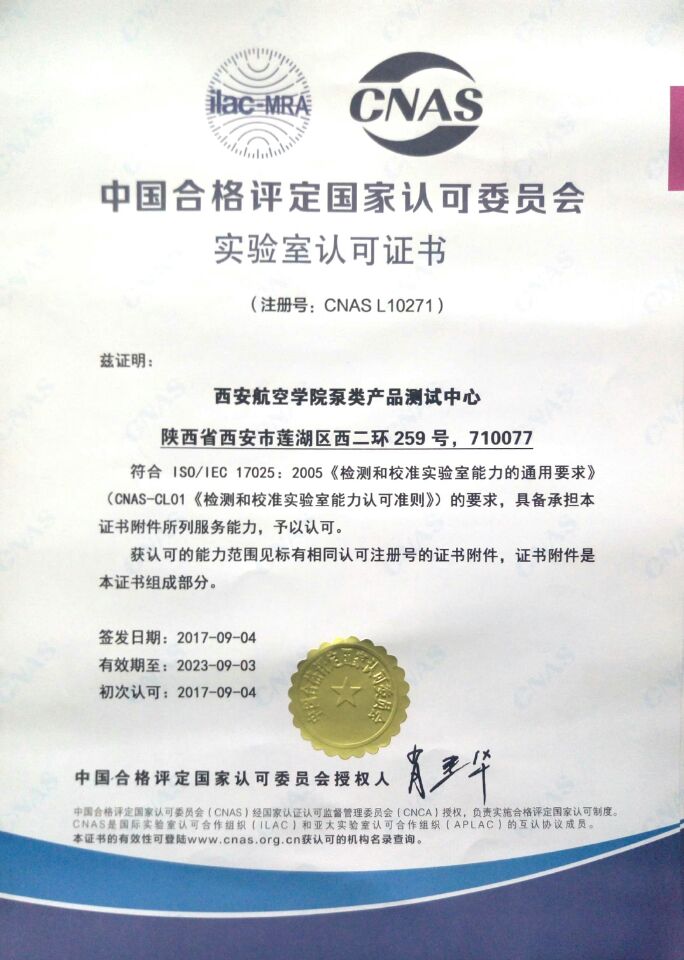 ilac-MRA
CNAS
中国合格评定国家认可委员会
实验室认可证书
（注册号：CNAS L10271）
兹证明：
西安航空学院泵类产品测试中心
陕西省西安市莲湖区西二环 259 号，710077
符合 ISO/IEC 17025：2005《检测和校准实验室能力的通用要求》
（CNAS-CL01《检测和校准实验室能力认可准则》）的要求，具备承担本
证书附件所列服务能力，予以认可。
获认可的能力范围见标有相同认可注册号的证书附件，证书附件是
本证书组成部分。
签发日期：2017-09-04
有效期至：2023-09-03
初次认可：2017-09-04
中国合格评定国家认可委员会
中国合格评定国家认可委员会授权人
中国合格评定国家认可委员会（CNAS）经国家认证认可监督管理委员会（CNCA）授权，负责实施合格评定国家认可制度。
CNAS是国际实验室认可合作组织（ILAC）和亚太实验室认可合作组织（APLAC）的互认协议成员。
本证书的有效性可登陆www.cnas.org.cn获认可的机构名录查询。